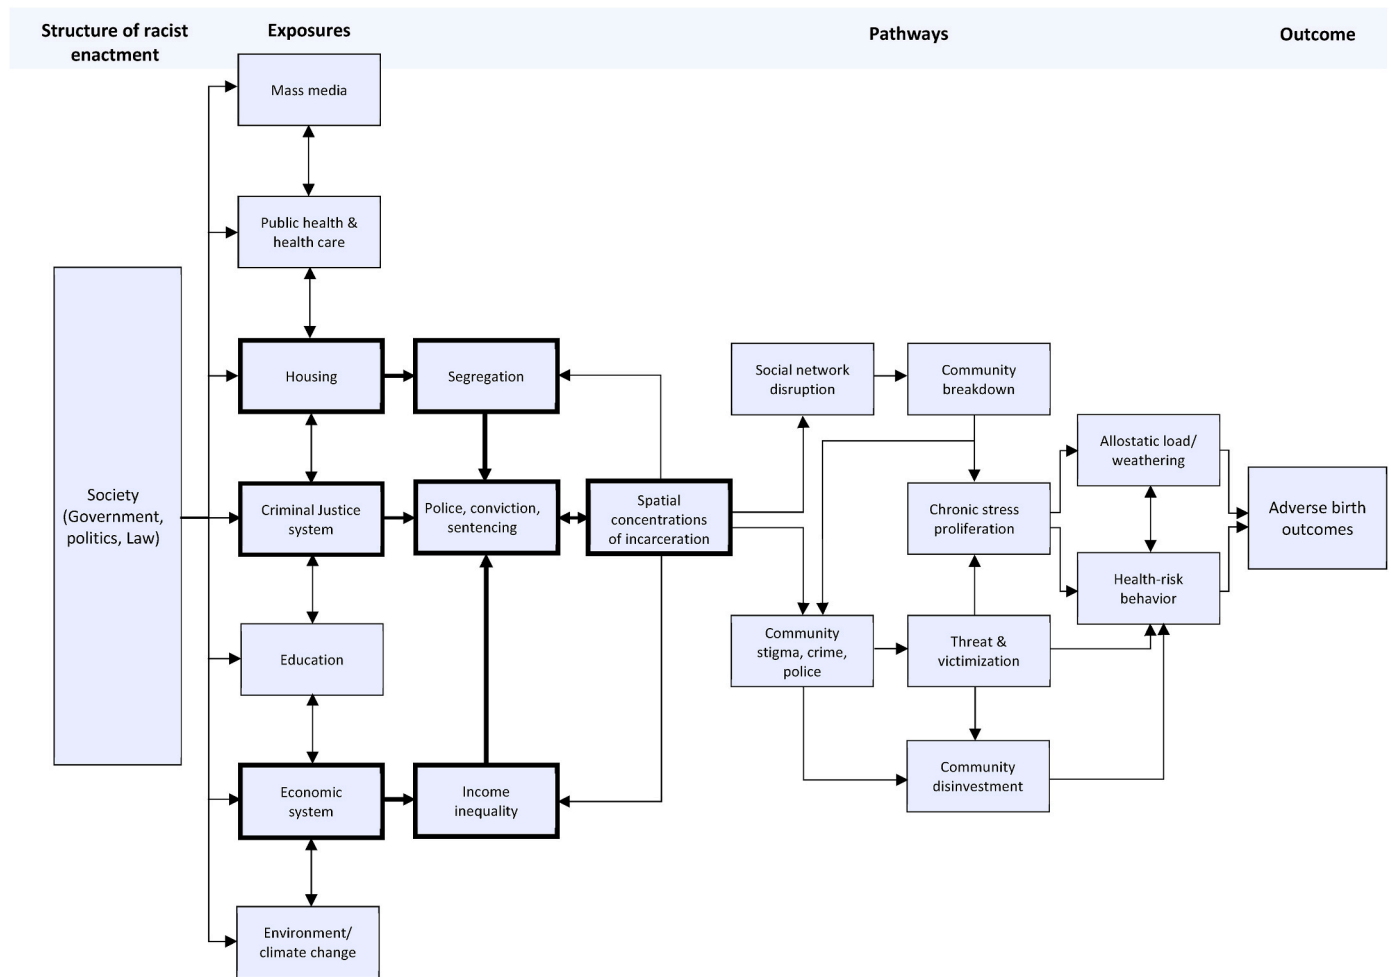 Structure of racist
enactment
Exposures
Pathways
Outcome
Mass media
Public health &
health care
Housing
Segregation
Social network
disruption
Community
breakdown
Allostatic load/
weathering
Society
(Government,
politics, Law)
Criminal Justice
system
Police, conviction,
sentencing
Spatial
concentrations
of incarceration
Chronic stress
proliferation
Adverse birth
outcomes
Health-risk
behavior
Education
Community
stigma, crime,
police
Threat &
victimization
Economic
system
Income
inequality
Community
disinvestment
Environment/
climate change